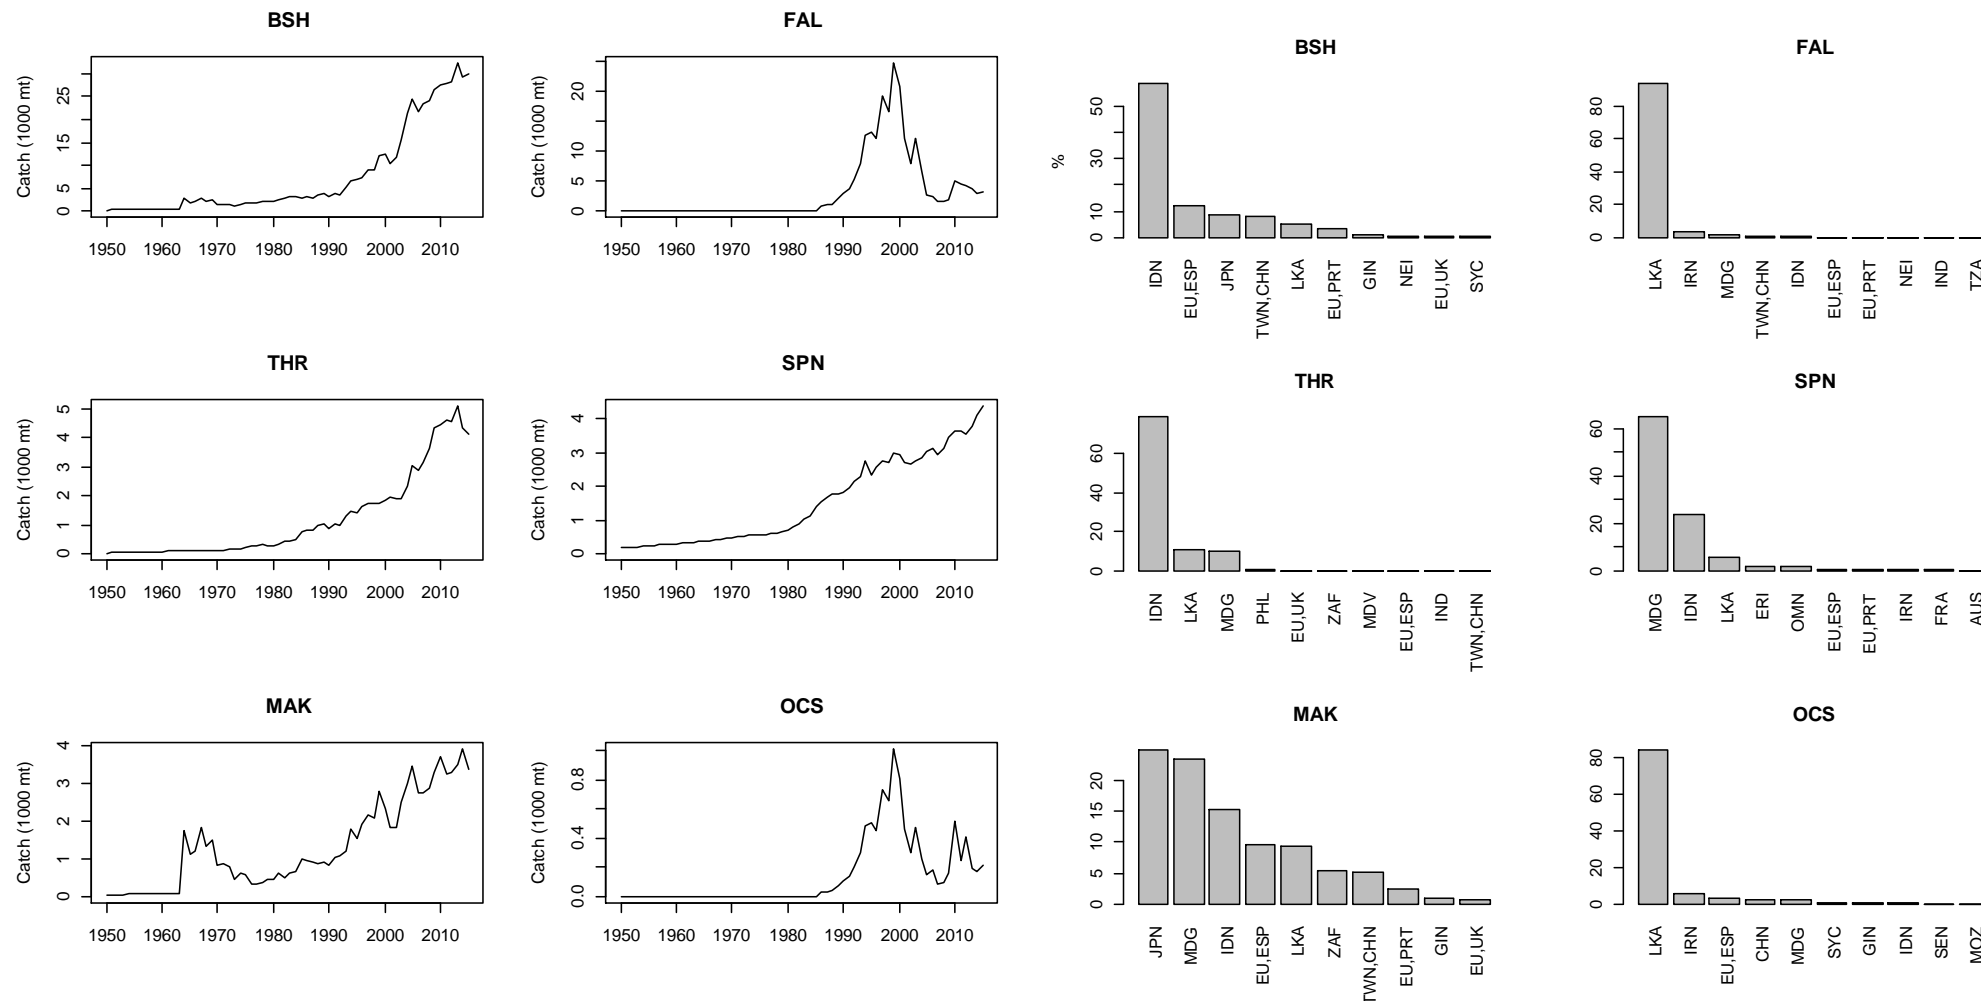 BSH
Catch (1000 mt)
25
15
5
0
1950 1960 1970 1980 1990 2000 2010
FAL
Catch (1000 mt)
20
10
5
0
1950 1960 1970 1980 1990 2000 2010
BSH
%
50
30
10
0
IDN
EU,ESP
JPN
TWN,CHN
LKA
EU,PRT
GIN
NEI
EU,UK
SYC
FAL
80
60
40
20
0
LKA
IRN
MDG
TWN,CHN
IDN
EU,ESP
EU,PRT
NEI
IND
TZA
THR
Catch (1000 mt)
5
4
3
2
1
0
1950 1960 1970 1980 1990 2000 2010
SPN
Catch (1000 mt)
4
3
2
1
0
1950 1960 1970 1980 1990 2000 2010
THR
60
40
20
0
IDN
LKA
MDG
PHL
EU,UK
ZAF
MDV
EU,ESP
IND
TWN,CHN
SPN
60
40
20
0
MDG
IDN
LKA
ERI
OMN
EU,ESP
EU,PRT
IRN
FRA
AUS
MAK
Catch (1000 mt)
4
3
2
1
0
1950 1960 1970 1980 1990 2000 2010
OCS
Catch (1000 mt)
0.8
0.4
0.0
1950 1960 1970 1980 1990 2000 2010
MAK
20
15
10
5
0
JPN
MDG
IDN
EU,ESP
LKA
ZAF
TWN,CHN
EU,PRT
GIN
EU,UK
OCS
80
60
40
20
0
LKA
IRN
EU,ESP
CHN
MDG
SYC
GIN
IDN
SEN
MOZ